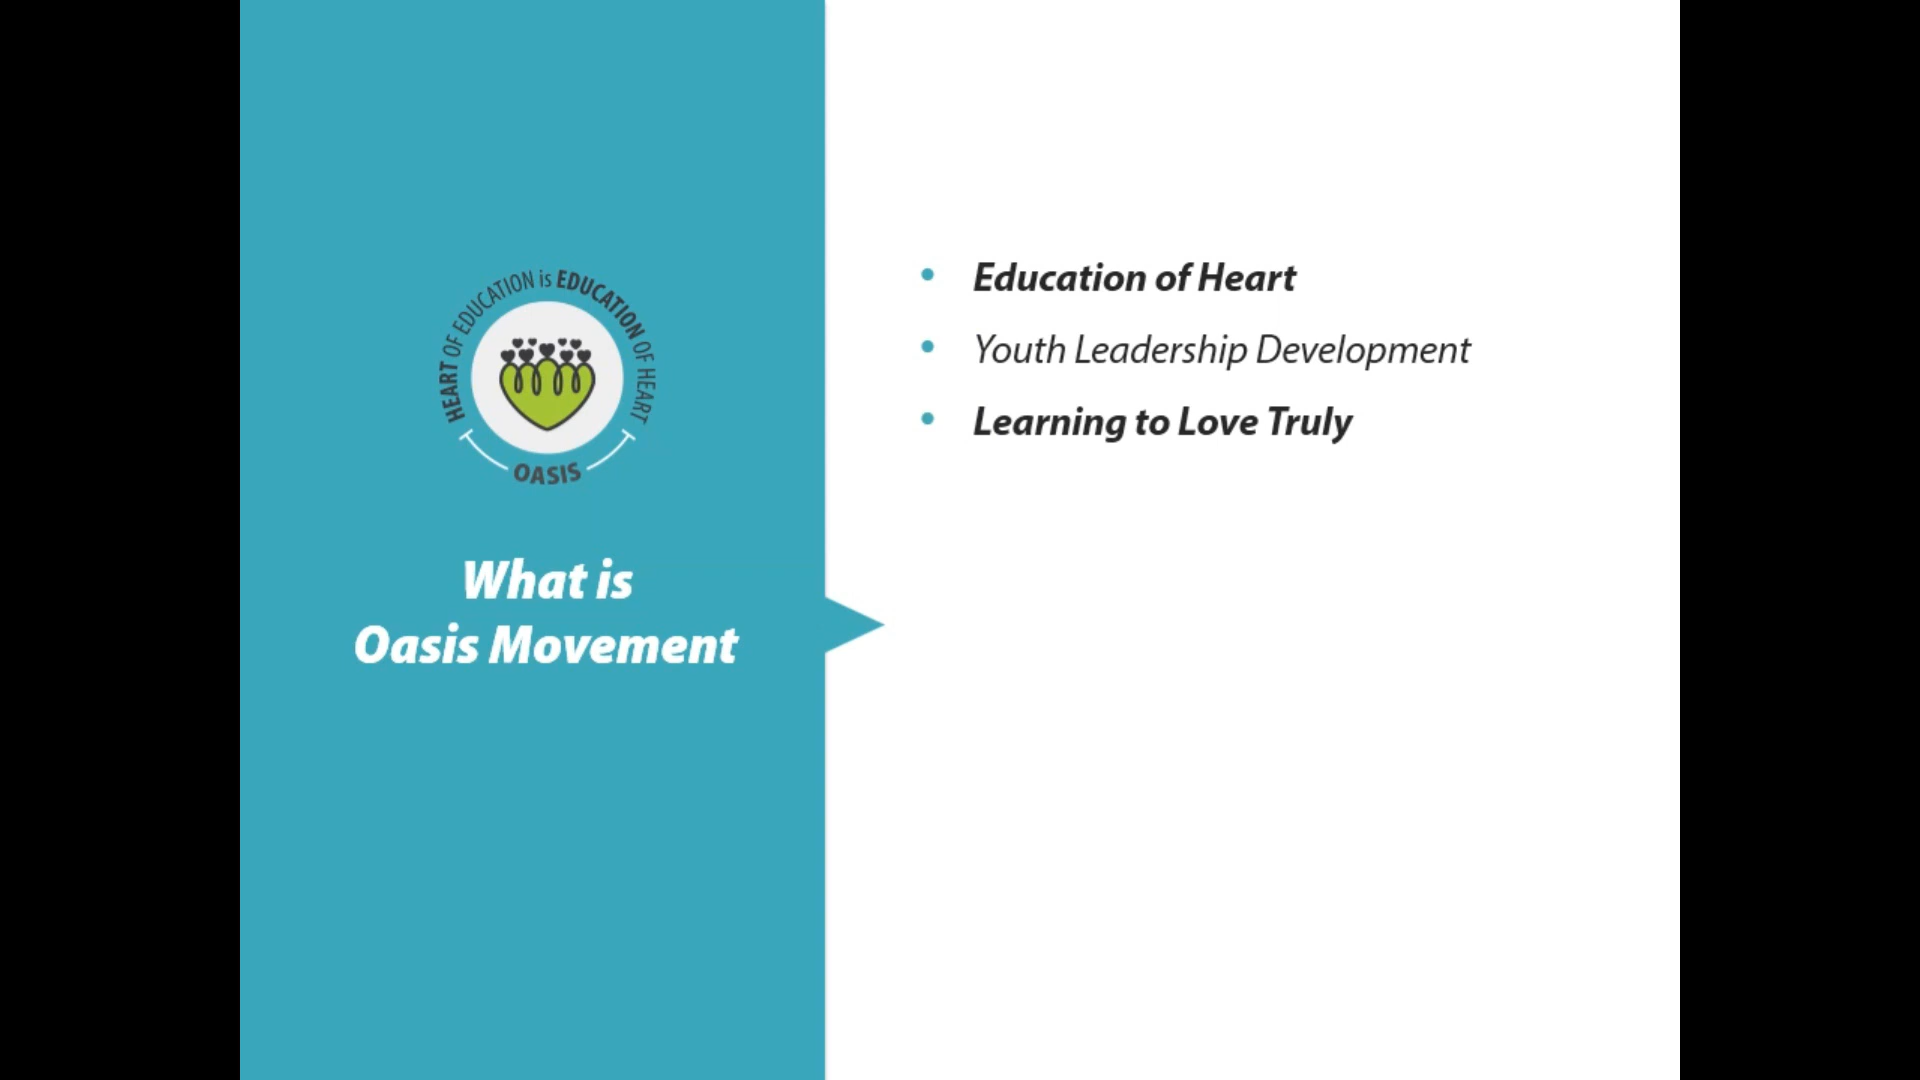 HEART OF EDUCATION is EDUCATION OF HEART
OASIS
What is
Oasis Movement
• Education of Heart
• Youth Leadership Development
• Learning to Love Truly